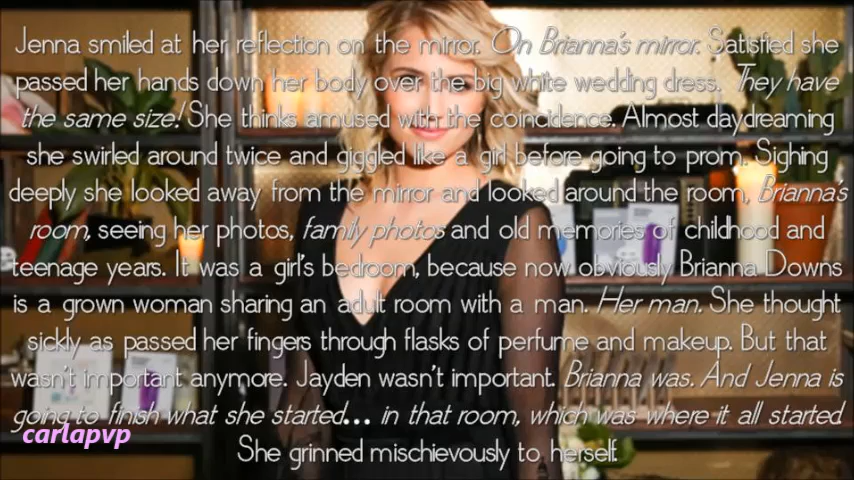 Jenna smiled at her reflection on the mirror. On Brianna's mirror. Satisfied she
passed her hands down her body over the big white wedding dress. They have
the same size! She thinks amused with the coincidence. Almost daydreaming
she swirled around twice and giggled like a girl before going to prom. Sighing
deeply she looked away from the mirror and looked around the room, Brianna's
room, seeing her photos, family photos and old memories of childhood and
teenage years. It was a girl's bedroom, because now obviously Brianna Downs
is a grown woman sharing an adult room with a man. Her man. She thought
sickly as passed her fingers through flasks of perfume and makeup. But that
wasn't important anymore. Jayden wasn't important. Brianna was. And Jenna is
going to finish what she started... in that room, which was where it all started.
carlapvp
She grinned mischievously to herself.